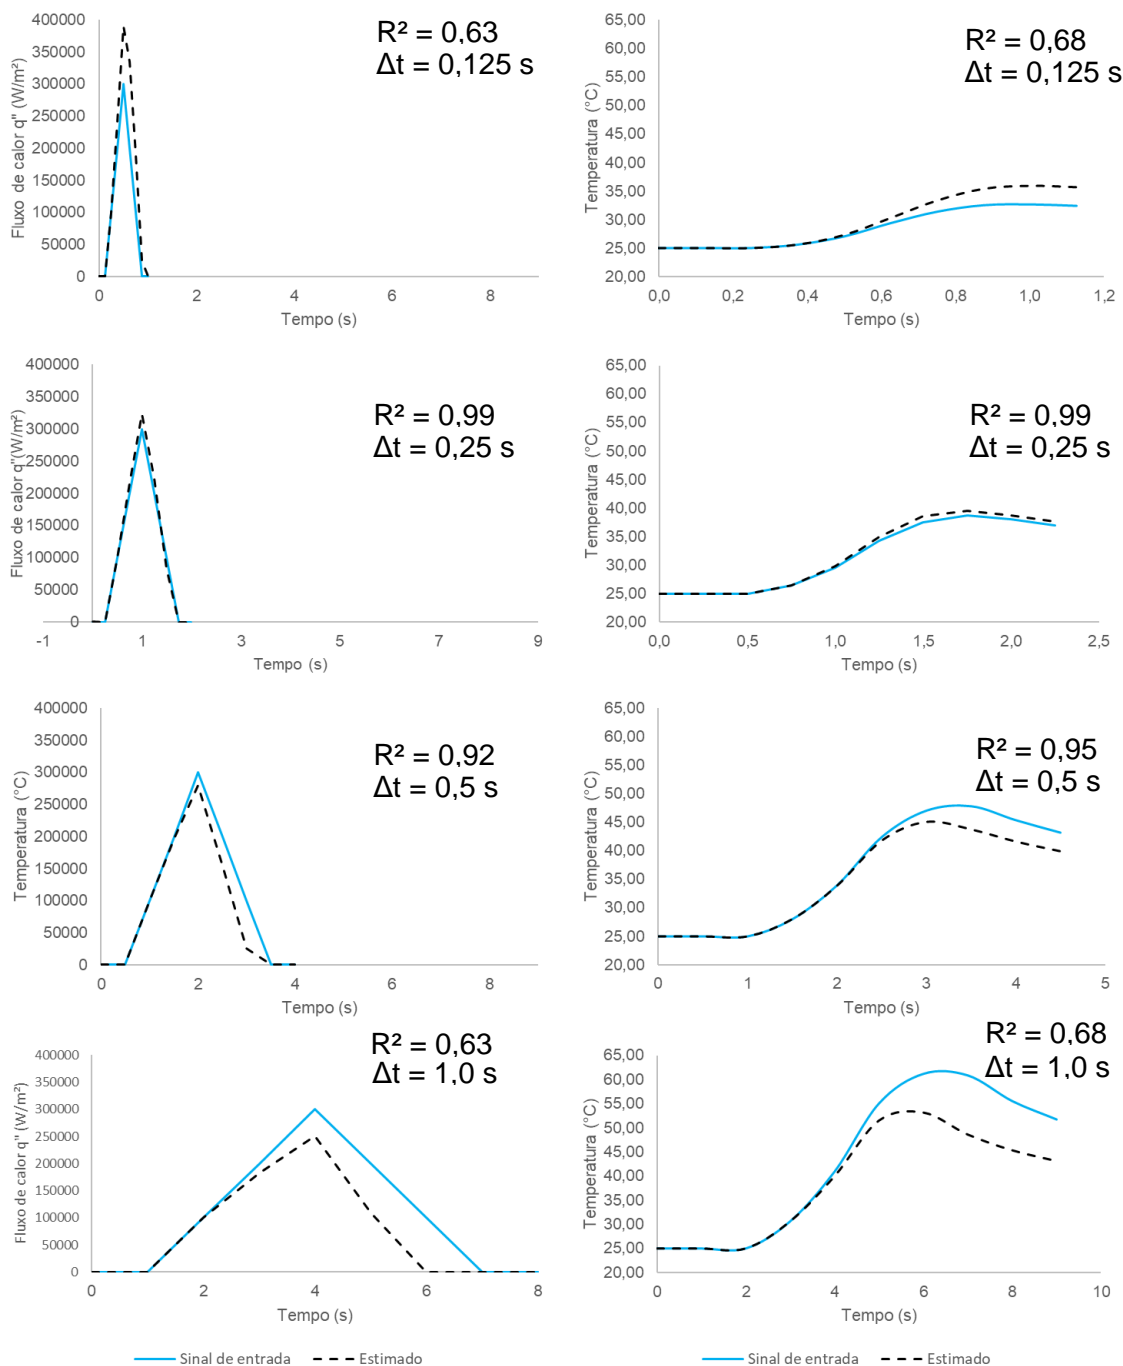 400000
350000
300000
250000
200000
150000
100000
50000
0
Fluxo de calor q" (W/m²)
R² = 0,63
Δt = 0,125 s
0 2 4 6 8
Tempo (s)
65,00
60,00
55,00
50,00
45,00
40,00
35,00
30,00
25,00
20,00
Temperatura (°C)
R² = 0,68
Δt = 0,125 s
0,0 0,2 0,4 0,6 0,8 1,0 1,2
Tempo (s)
400000
350000
300000
250000
200000
150000
100000
50000
0
Fluxo de calor q"(W/m²)
R² = 0,99
Δt = 0,25 s
-1 1 3 5 7 9
Tempo (s)
65,00
60,00
55,00
50,00
45,00
40,00
35,00
30,00
25,00
20,00
Temperatura (°C)
R² = 0,99
Δt = 0,25 s
0,0 0,5 1,0 1,5 2,0 2,5
Tempo (s)
400000
350000
300000
250000
200000
150000
100000
50000
0
Temperatura (°C)
R² = 0,92
Δt = 0,5 s
0 2 4 6 8
Tempo (s)
65,00
60,00
55,00
50,00
45,00
40,00
35,00
30,00
25,00
20,00
Temperatura (°C)
R² = 0,95
Δt = 0,5 s
0 1 2 3 4 5
Tempo (s)
400000
350000
300000
250000
200000
150000
100000
50000
0
Fluxo de calor q" (W/m²)
R² = 0,63
Δt = 1,0 s
0 2 4 6 8
Tempo (s)
65,00
60,00
55,00
50,00
45,00
40,00
35,00
30,00
25,00
20,00
Temperatura (°C)
R² = 0,68
Δt = 1,0 s
0 2 4 6 8 10
Tempo (s)
Sinal de entrada Estimado
Sinal de entrada Estimado